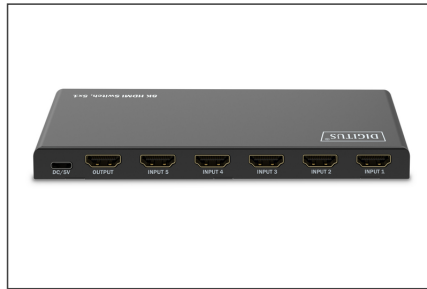 8K HDMI Switch, 5x1
DIGITUS®
DC/5V OUTPUT INPUT 5 INPUT 4 INPUT 3 INPUT 2 INPUT 1